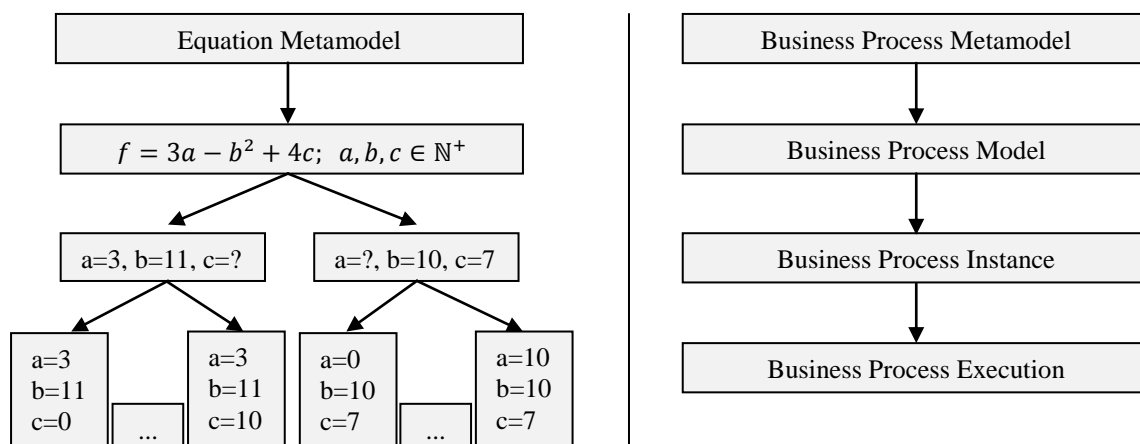 Equation Metamodel
f = 3a − b² + 4c; a, b, c ∈ ℕ⁺
a=3, b=11, c=?
a=?, b=10, c=7
a=3
b=11
c=0
...
a=3
b=11
c=10
a=0
b=10
c=7
...
a=10
b=10
c=7
Business Process Metamodel
Business Process Model
Business Process Instance
Business Process Execution